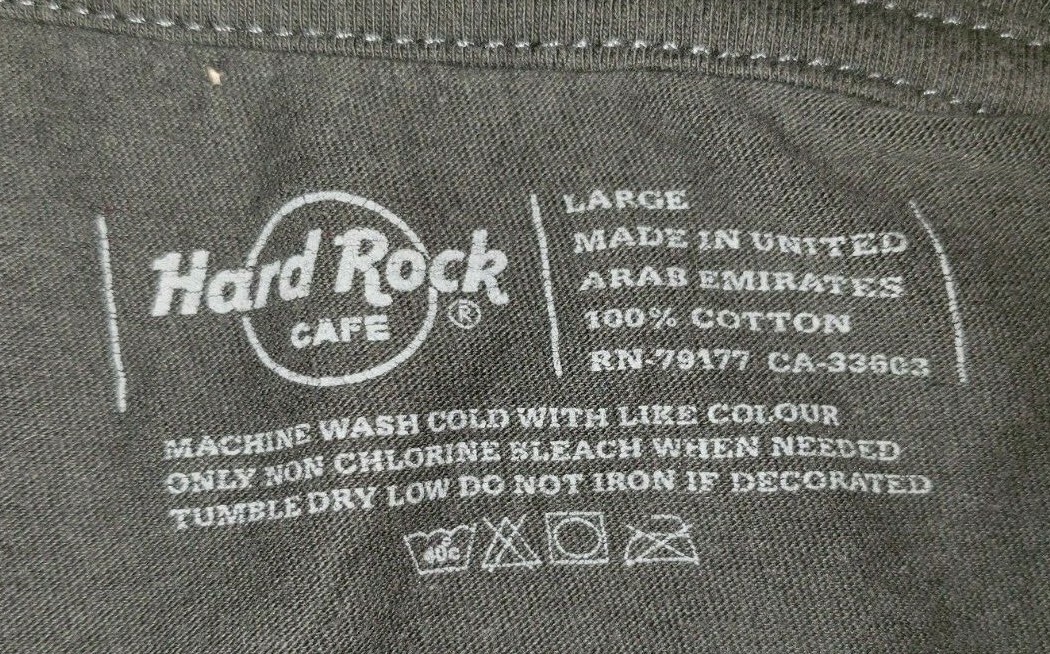 Hard Rock
CAFE
®
LARGE
MADE IN UNITED
ARAB EMIRATES
100% COTTON
RN-79177 CA-33603
MACHINE WASH COLD WITH LIKE COLOUR
ONLY NON CHLORINE BLEACH WHEN NEEDED
TUMBLE DRY LOW DO NOT IRON IF DECORATED
40c